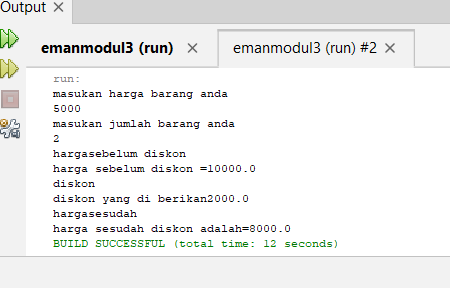 Output
emanmodul3 (run)
emanmodul3 (run) #2
run:
masukan harga barang anda
5000
masukan jumlah barang anda
2
hargasebelum diskon
harga sebelum diskon =10000.0
diskon
diskon yang di berikan2000.0
hargasesudah
harga sesudah diskon adalah=8000.0
BUILD SUCCESSFUL (total time: 12 seconds)